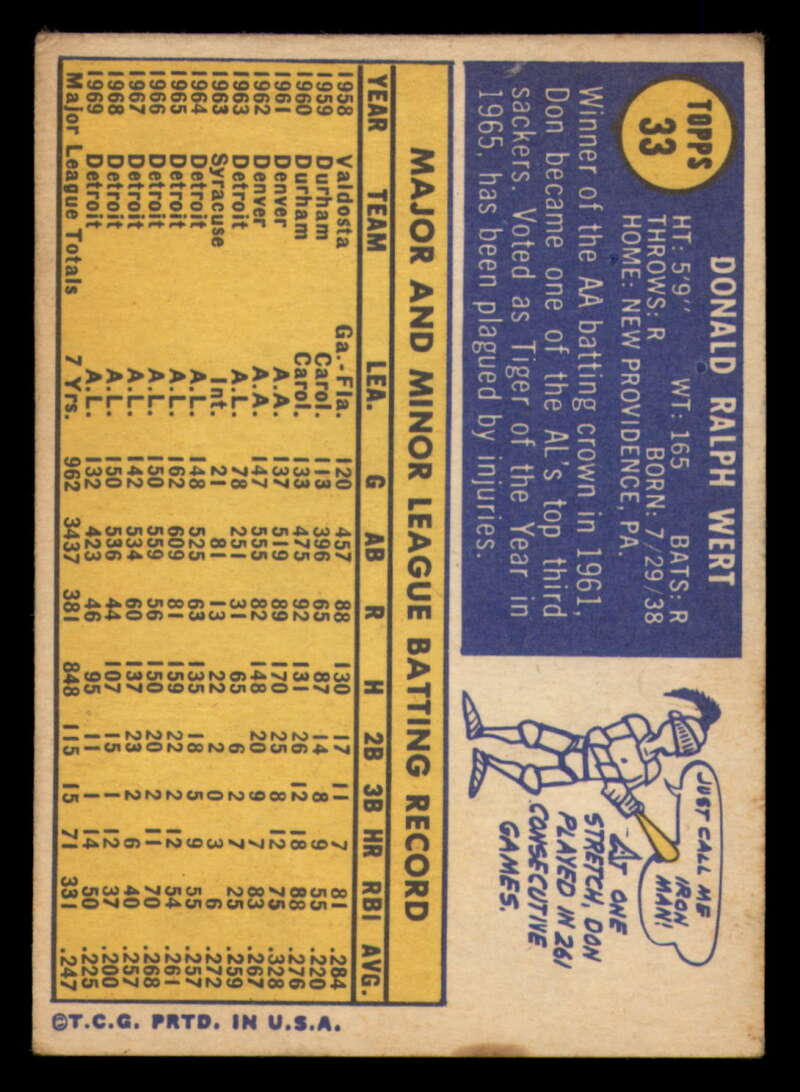 TOPPS
33
DONALD RALPH WERT
HT: 5'9" WT: 165 BATS: R
THROWS: R BORN: 7/29/38
HOME: NEW PROVIDENCE, PA.
Winner of the AA batting crown in 1961,
Don became one of the AL's top third
sackers. Voted as Tiger of the Year in
1965, has been plagued by injuries.
JUST CALL ME
IRON
MAN!
AT ONE
STRETCH, DON
PLAYED IN 261
CONSECUTIVE
GAMES.
MAJOR AND MINOR LEAGUE BATTING RECORD
YEAR TEAM LEA. G AB R H 2B 3B HR RBI AVG.
1958 Valdosta Ga.-Fla. 120 457 88 130 17 11 7 81 .284
1959 Durham Carol. 113 396 65 87 14 8 9 55 .220
1960 Durham Carol. 133 475 92 131 26 12 18 88 .276
1961 Denver A.A. 137 519 89 170 25 8 12 75 .328
1962 Denver A.A. 147 555 82 148 20 9 7 83 .267
1963 Detroit A.L. 78 251 31 65 6 2 7 25 .259
1963 Syracuse Int. 21 81 13 22 2 0 3 6 .272
1964 Detroit A.L. 148 525 63 135 18 5 9 55 .257
1965 Detroit A.L. 162 609 81 159 22 2 12 54 .261
1966 Detroit A.L. 150 559 56 150 20 2 11 70 .268
1967 Detroit A.L. 142 534 60 137 23 2 6 40 .257
1968 Detroit A.L. 150 536 44 107 15 1 12 37 .200
1969 Detroit A.L. 132 423 46 95 11 1 14 50 .225
Major League Totals 7 Yrs. 962 3437 381 848 115 15 71 331 .247
©T.C.G. PRTD. IN U.S.A.